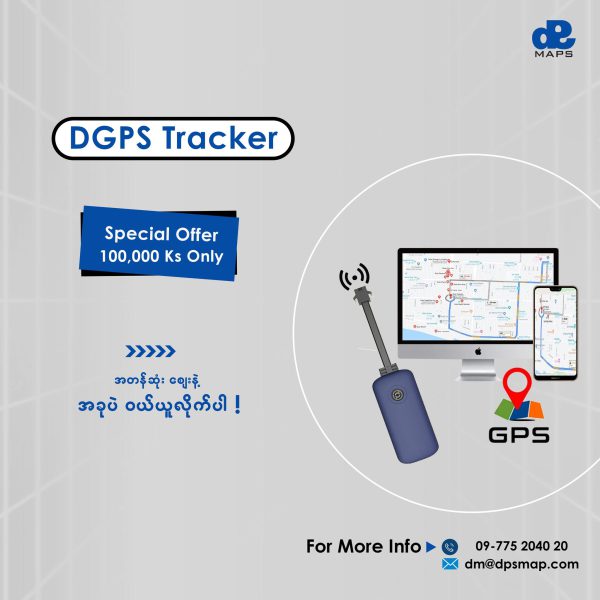 de
MAPS
DGPS Tracker
Special Offer
100,000 Ks Only
အတန်ဆုံး ဈေးနဲ့
အခုပဲ ဝယ်ယူလိုက်ပါ !
GPS
For More Info
09-775 2040 20
dm@dpsmap.com